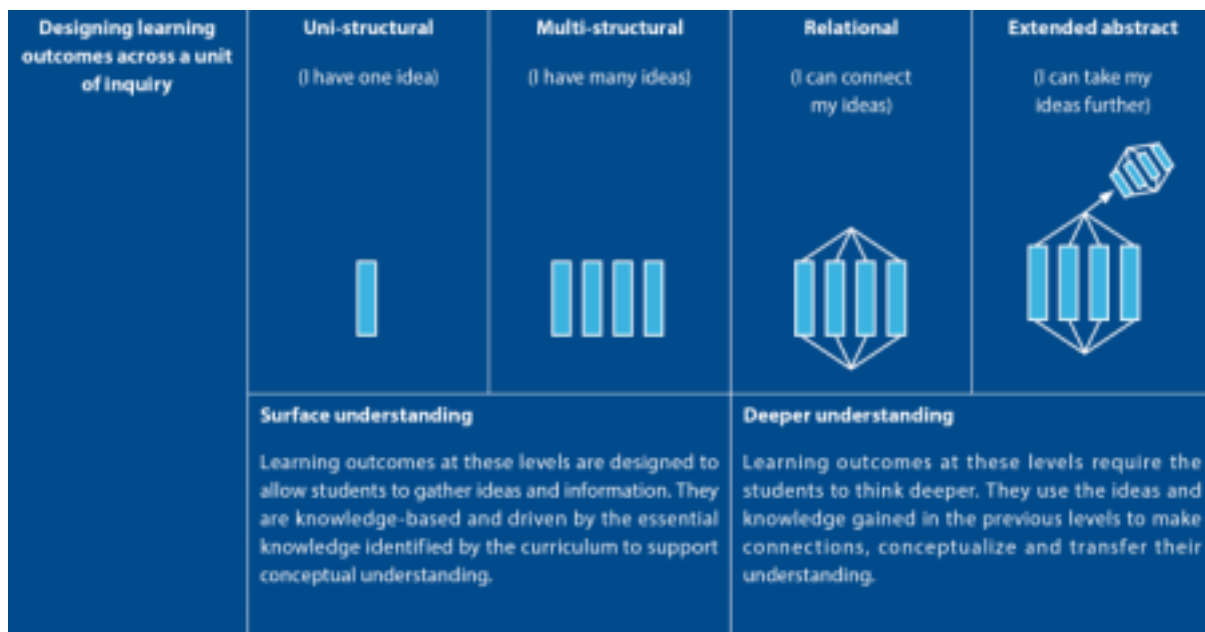 Designing learning
outcomes across a unit
of inquiry
Uni-structural
(I have one idea)
Multi-structural
(I have many ideas)
Relational
(I can connect
my ideas)
Extended abstract
(I can take my
ideas further)
Surface understanding
Learning outcomes at these levels are designed to
allow students to gather ideas and information. They
are knowledge-based and driven by the essential
knowledge identified by the curriculum to support
conceptual understanding.
Deeper understanding
Learning outcomes at these levels require the
students to think deeper. They use the ideas and
knowledge gained in the previous levels to make
connections, conceptualize and transfer their
understanding.